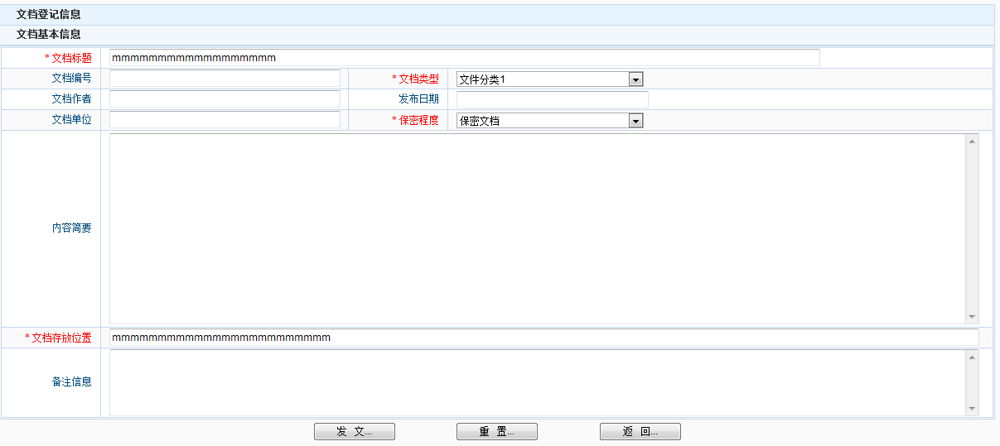 文档登记信息
文档基本信息
* 文档标题 mmmmmmmmmmmmmmmmmm
文档编号 * 文档类型 文件分类1
文档作者 发布日期
文档单位 * 保密程度 保密文档
内容简要
* 文档存放位置 mmmmmmmmmmmmmmmmmmmmmmmm
备注信息
发 文... 重 置... 返 回...